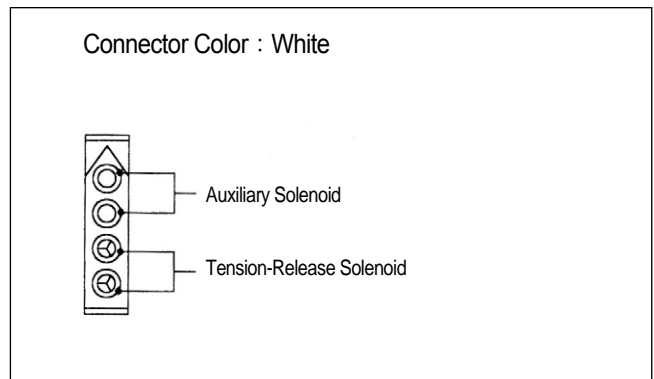 Connector Color : White
Auxiliary Solenoid
Tension-Release Solenoid